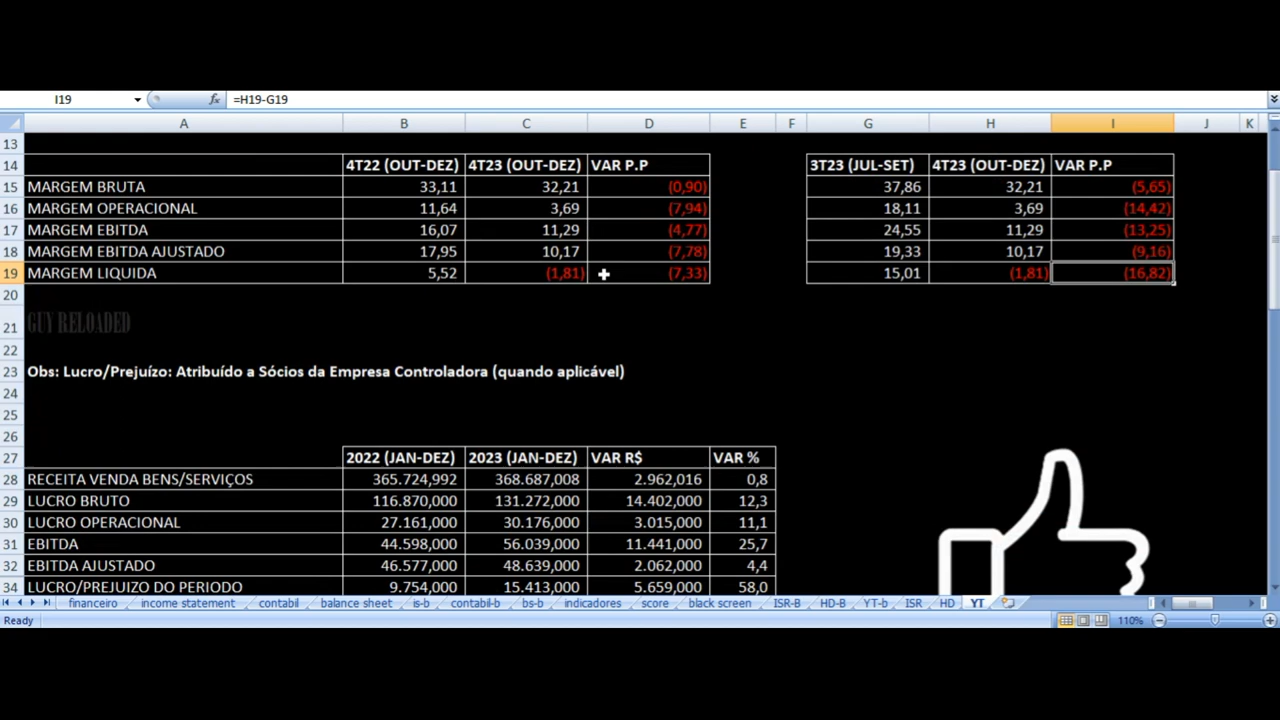 I19 fx =H19-G19
A B C D E F G H I J K
13
14 4T22 (OUT-DEZ) 4T23 (OUT-DEZ) VAR P.P 3T23 (JUL-SET) 4T23 (OUT-DEZ) VAR P.P
15 MARGEM BRUTA 33,11 32,21 (0,90) 37,86 32,21 (5,65)
16 MARGEM OPERACIONAL 11,64 3,69 (7,94) 18,11 3,69 (14,42)
17 MARGEM EBITDA 16,07 11,29 (4,77) 24,55 11,29 (13,25)
18 MARGEM EBITDA AJUSTADO 17,95 10,17 (7,78) 19,33 10,17 (9,16)
19 MARGEM LIQUIDA 5,52 (1,81) (7,33) 15,01 (1,81) (16,82)
20
21 GUY RELOADED
22
23 Obs: Lucro/Prejuízo: Atribuído a Sócios da Empresa Controladora (quando aplicável)
24
25
26
27 2022 (JAN-DEZ) 2023 (JAN-DEZ) VAR R$ VAR %
28 RECEITA VENDA BENS/SERVIÇOS 365.724,992 368.687,008 2.962,016 0,8
29 LUCRO BRUTO 116.870,000 131.272,000 14.402,000 12,3
30 LUCRO OPERACIONAL 27.161,000 30.176,000 3.015,000 11,1
31 EBITDA 44.598,000 56.039,000 11.441,000 25,7
32 EBITDA AJUSTADO 46.577,000 48.639,000 2.062,000 4,4
34 LUCRO/PREJUIZO DO PERIODO 9.754,000 15.413,000 5.659,000 58,0
financeiro income statement contabil balance sheet is-b contabil-b bs-b indicadores score black screen ISR-B HD-B YT-b ISR HD YT
Ready 110%